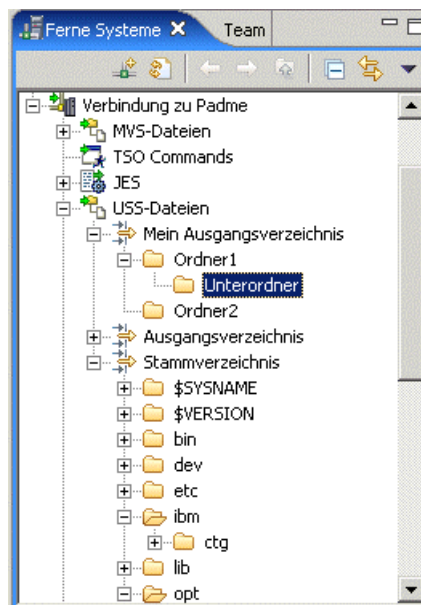 Ferne Systeme Team
Verbindung zu Padme
MVS-Dateien
TSO Commands
JES
USS-Dateien
Mein Ausgangsverzeichnis
Ordner1
Unterordner
Ordner2
Ausgangsverzeichnis
Stammverzeichnis
$SYSNAME
$VERSION
bin
dev
etc
ibm
ctg
lib
opt